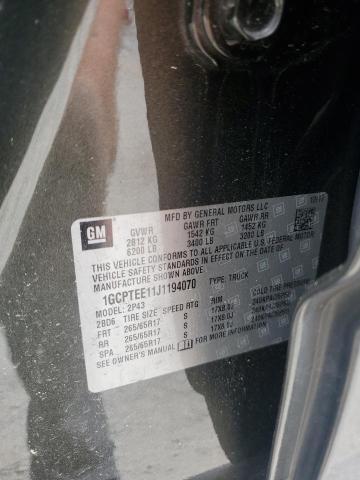 GM
MFD BY GENERAL MOTORS LLC
GVWR GAWR FRT GAWR RR
2812 KG 1542 KG 1452 KG
6200 LB 3400 LB 3200 LB
THIS VEHICLE CONFORMS TO ALL APPLICABLE U.S. FEDERAL MOTOR
VEHICLE SAFETY STANDARDS IN EFFECT ON THE DATE OF
MANUFACTURE SHOWN ABOVE.
1GCPTEE11J1194070 TYPE: TRUCK
MODEL: 2P43
2BD6 TIRE SIZE SPEED RTG RIM COLD TIRE PRESSURE
FRT - 265/65R17 S 17X8.0J
RR - 265/65R17 S 17X8.0J
SPA - 265/65R17 S 17X8.0J
SEE OWNER'S MANUAL FOR